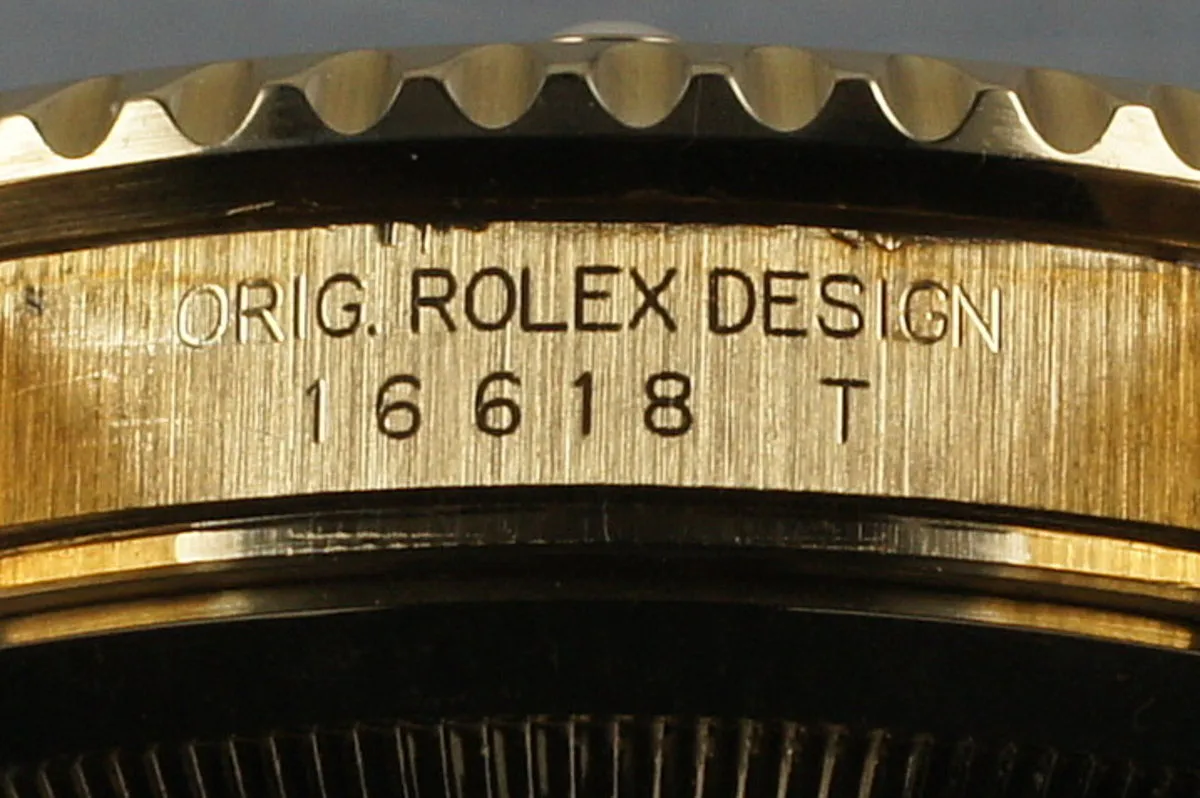 ORIG. ROLEX DESIGN
16618 T